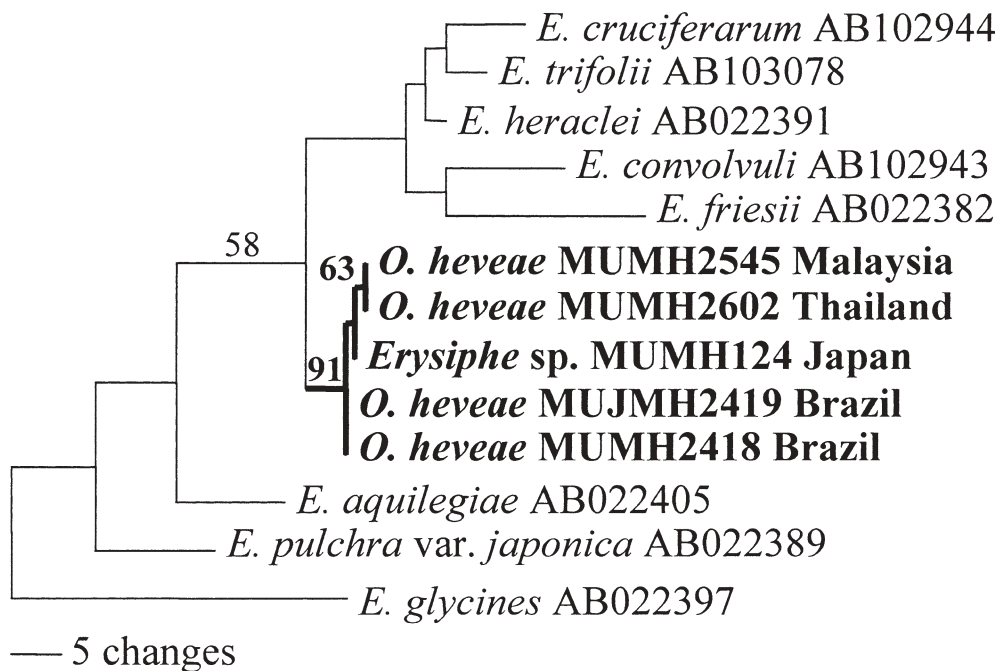 E. cruciferarum AB102944
E. trifolii AB103078
E. heraclei AB022391
E. convolvuli AB102943
E. friesii AB022382
58
63 O. heveae MUMH2545 Malaysia
O. heveae MUMH2602 Thailand
Erysiphe sp. MUMH124 Japan
91
O. heveae MUJMH2419 Brazil
O. heveae MUMH2418 Brazil
E. aquilegiae AB022405
E. pulchra var. japonica AB022389
E. glycines AB022397
5 changes